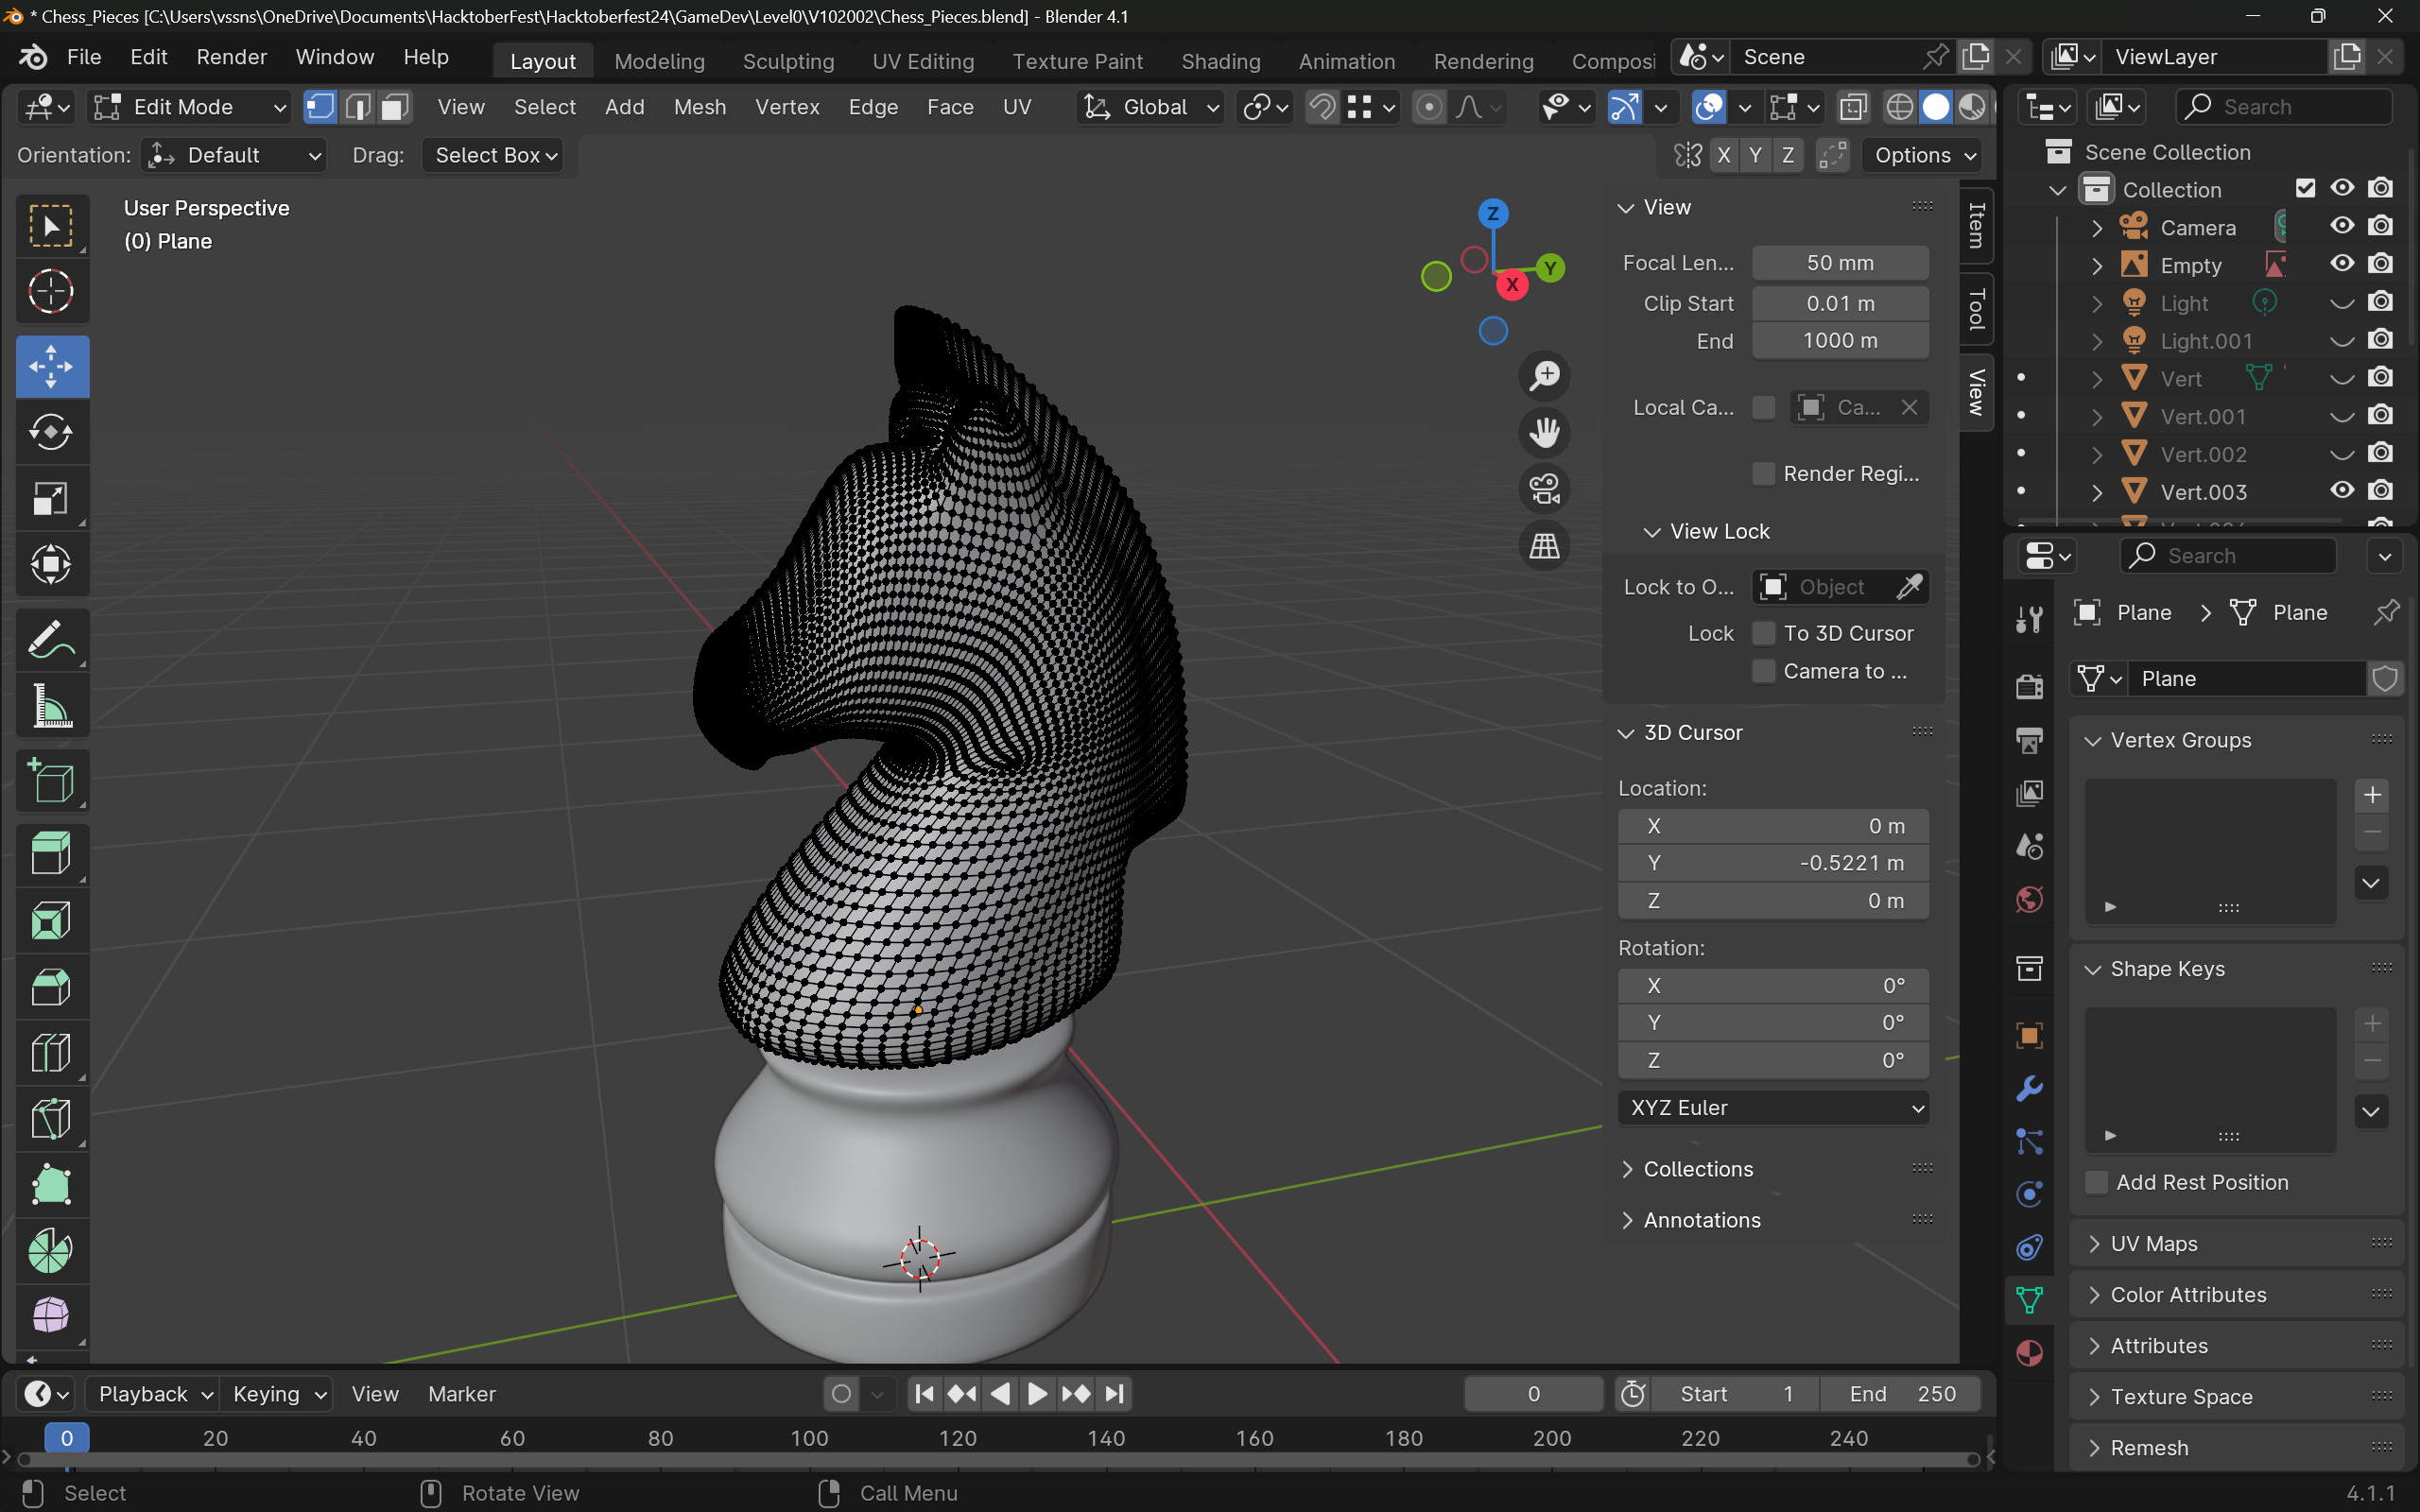 * Chess_Pieces [C:\Users\vssns\OneDrive\Documents\HacktoberFest\Hacktoberfest24\GameDev\Level0\V102002\Chess_Pieces.blend] - Blender 4.1
File Edit Render Window Help Layout Modeling Sculpting UV Editing Texture Paint Shading Animation Rendering Composi Scene ViewLayer
Edit Mode View Select Add Mesh Vertex Edge Face UV Global Search
Orientation: Default Drag: Select Box X Y Z Options
User Perspective
(0) Plane
Z
Y
X
Item
Tool
View
View
Focal Len... 50 mm
Clip Start 0.01 m
End 1000 m
Local Ca... Ca...
Render Regi...
View Lock
Lock to O... Object
Lock To 3D Cursor
Camera to ...
3D Cursor
Location:
X 0 m
Y -0.5221 m
Z 0 m
Rotation:
X 0°
Y 0°
Z 0°
XYZ Euler
Collections
Annotations
Scene Collection
Collection
Camera
Empty
Light
Light.001
Vert
Vert.001
Vert.002
Vert.003
Search
Plane Plane
Plane
Vertex Groups
Shape Keys
Add Rest Position
UV Maps
Color Attributes
Attributes
Texture Space
Remesh
Playback Keying View Marker 0 Start 1 End 250
0 20 40 60 80 100 120 140 160 180 200 220 240
Select Rotate View Call Menu 4.1.1